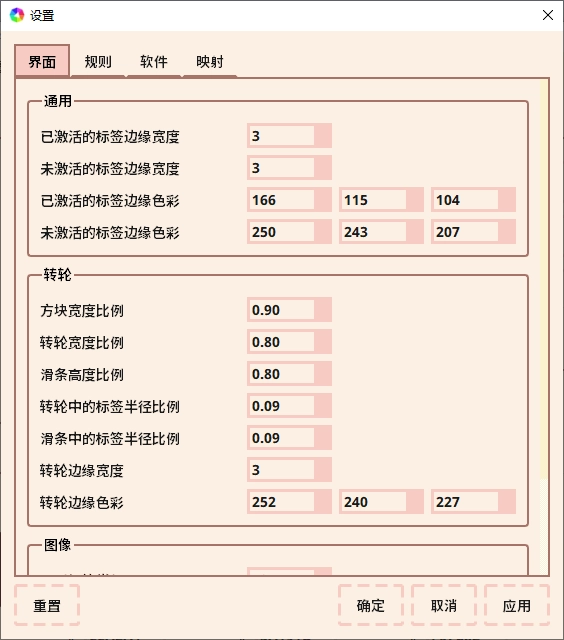 设置
界面 规则 软件 映射
通用
已激活的标签边缘宽度 3
未激活的标签边缘宽度 3
已激活的标签边缘色彩 166 115 104
未激活的标签边缘色彩 250 243 207
转轮
方块宽度比例 0.90
转轮宽度比例 0.80
滑条高度比例 0.80
转轮中的标签半径比例 0.09
滑条中的标签半径比例 0.09
转轮边缘宽度 3
转轮边缘色彩 252 240 227
图像
重置 确定 取消 应用